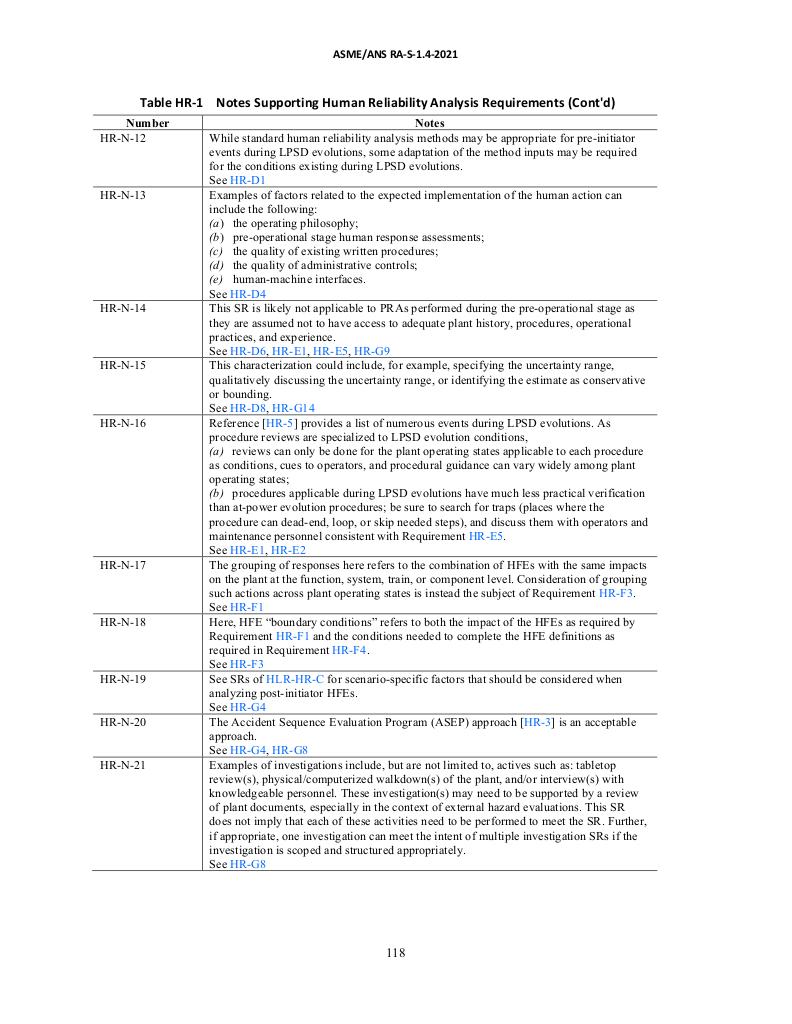 ASME/ANS RA-S-1.4-2021
Table HR-1 Notes Supporting Human Reliability Analysis Requirements (Cont'd)
Number Notes
HR-N-12 While standard human reliability analysis methods may be appropriate for pre-initiator
events during LPSD evolutions, some adaptation of the method inputs may be required
for the conditions existing during LPSD evolutions.
See HR-D1
HR-N-13 Examples of factors related to the expected implementation of the human action can
include the following:
(a) the operating philosophy;
(b) pre-operational stage human response assessments;
(c) the quality of existing written procedures;
(d) the quality of administrative controls;
(e) human-machine interfaces.
See HR-D4
HR-N-14 This SR is likely not applicable to PRAs performed during the pre-operational stage as
they are assumed not to have access to adequate plant history, procedures, operational
practices, and experience.
See HR-D6, HR-E1, HR-E5, HR-G9
HR-N-15 This characterization could include, for example, specifying the uncertainty range,
qualitatively discussing the uncertainty range, or identifying the estimate as conservative
or bounding.
See HR-D8, HR-G14
HR-N-16 Reference [HR-5] provides a list of numerous events during LPSD evolutions. As
procedure reviews are specialized to LPSD evolution conditions,
(a) reviews can only be done for the plant operating states applicable to each procedure
as conditions, cues to operators, and procedural guidance can vary widely among plant
operating states;
(b) procedures applicable during LPSD evolutions have much less practical verification
than at-power evolution procedures; be sure to search for traps (places where the
procedure can dead-end, loop, or skip needed steps), and discuss them with operators and
maintenance personnel consistent with Requirement HR-E5.
See HR-E1, HR-E2
HR-N-17 The grouping of responses here refers to the combination of HFEs with the same impacts
on the plant at the function, system, train, or component level. Consideration of grouping
such actions across plant operating states is instead the subject of Requirement HR-F3.
See HR-F1
HR-N-18 Here, HFE “boundary conditions” refers to both the impact of the HFEs as required by
Requirement HR-F1 and the conditions needed to complete the HFE definitions as
required in Requirement HR-F4.
See HR-F3
HR-N-19 See SRs of HLR-HR-C for scenario-specific factors that should be considered when
analyzing post-initiator HFEs.
See HR-G4
HR-N-20 The Accident Sequence Evaluation Program (ASEP) approach [HR-3] is an acceptable
approach.
See HR-G4, HR-G8
HR-N-21 Examples of investigations include, but are not limited to, actives such as: tabletop
review(s), physical/computerized walkdown(s) of the plant, and/or interview(s) with
knowledgeable personnel. These investigation(s) may need to be supported by a review
of plant documents, especially in the context of external hazard evaluations. This SR
does not imply that each of these activities need to be performed to meet the SR. Further,
if appropriate, one investigation can meet the intent of multiple investigation SRs if the
investigation is scoped and structured appropriately.
See HR-G8
118